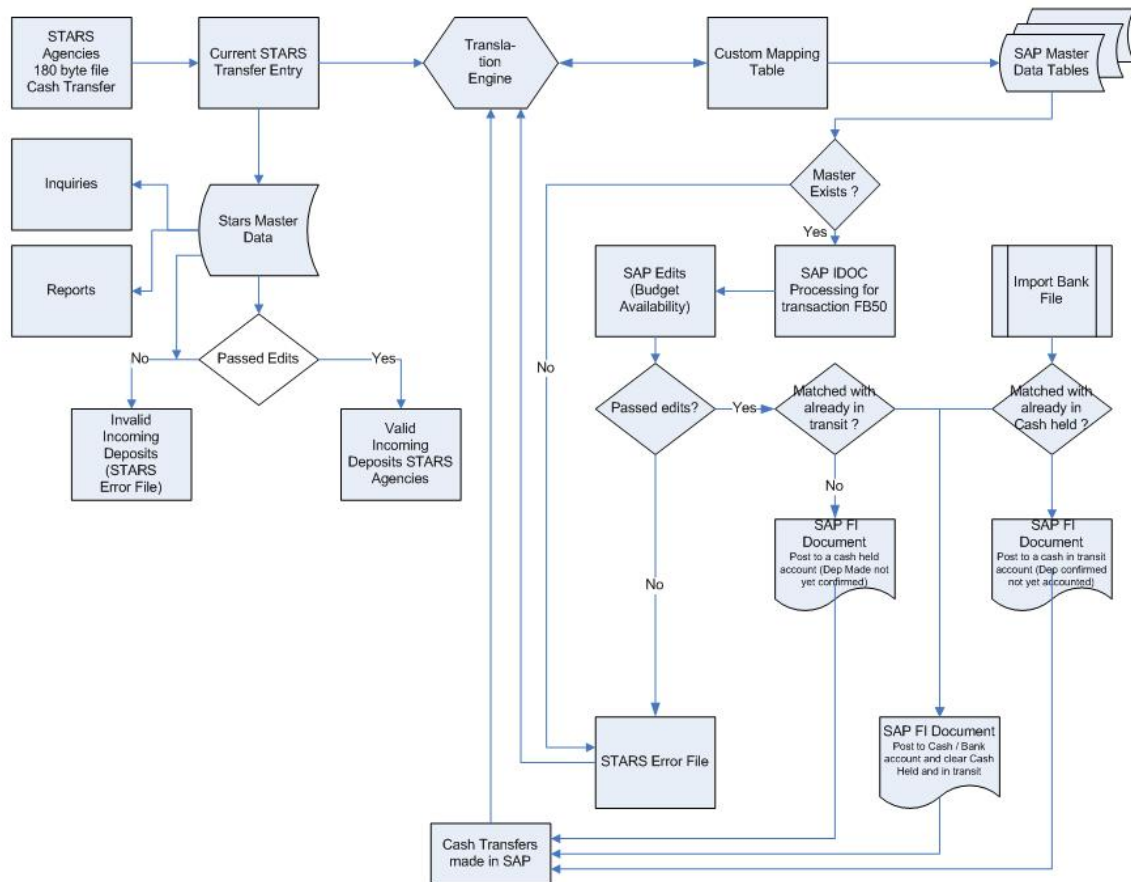 STARS
Agencies
180 byte file
Cash Transfer
Current STARS
Transfer Entry
Transla-
tion
Engine
Custom Mapping
Table
SAP Master
Data Tables
Inquiries
Stars Master
Data
Master
Exists ?
Reports
No
Yes
SAP Edits
(Budget
Availability)
SAP IDOC
Processing for
transaction FB50
Import Bank
File
No
Passed Edits
Yes
Invalid
Incoming
Deposits
(STARS
Error File)
Valid
Incoming
Deposits STARS
Agencies
Passed edits?
Yes
Matched with
already in
transit ?
Matched with
already in
Cash held ?
No
No
No
SAP FI
Document
Post to a cash held
account (Dep Made not
yet confirmed)
SAP FI
Document
Post to a cash in transit
account (Dep confirmed
not yet accounted)
STARS Error File
SAP FI Document
Post to Cash / Bank
account and clear Cash
Held and in transit
Cash Transfers
made in SAP